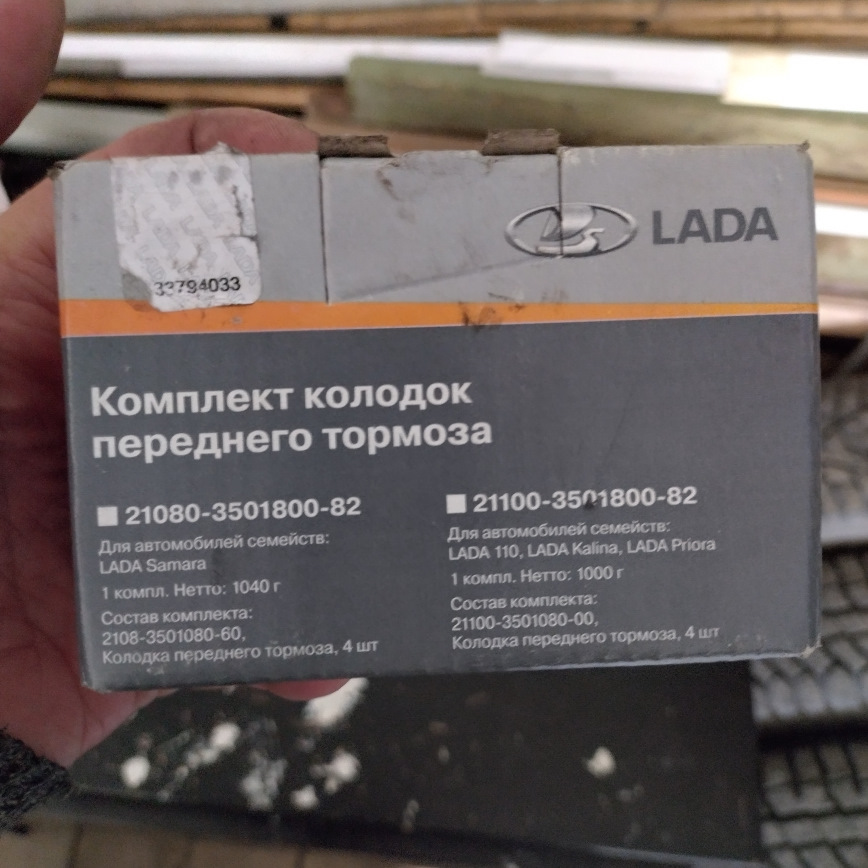 33794033
LADA
Комплект колодок
переднего тормоза
21080-3501800-82
Для автомобилей семейств:
LADA Samara
1 компл. Нетто: 1040 г
Состав комплекта:
2108-3501080-60,
Колодка переднего тормоза, 4 шт
21100-3501800-82
Для автомобилей семейств:
LADA 110, LADA Kalina, LADA Priora
1 компл. Нетто: 1000 г
Состав комплекта:
21100-3501080-00,
Колодка переднего тормоза, 4 шт